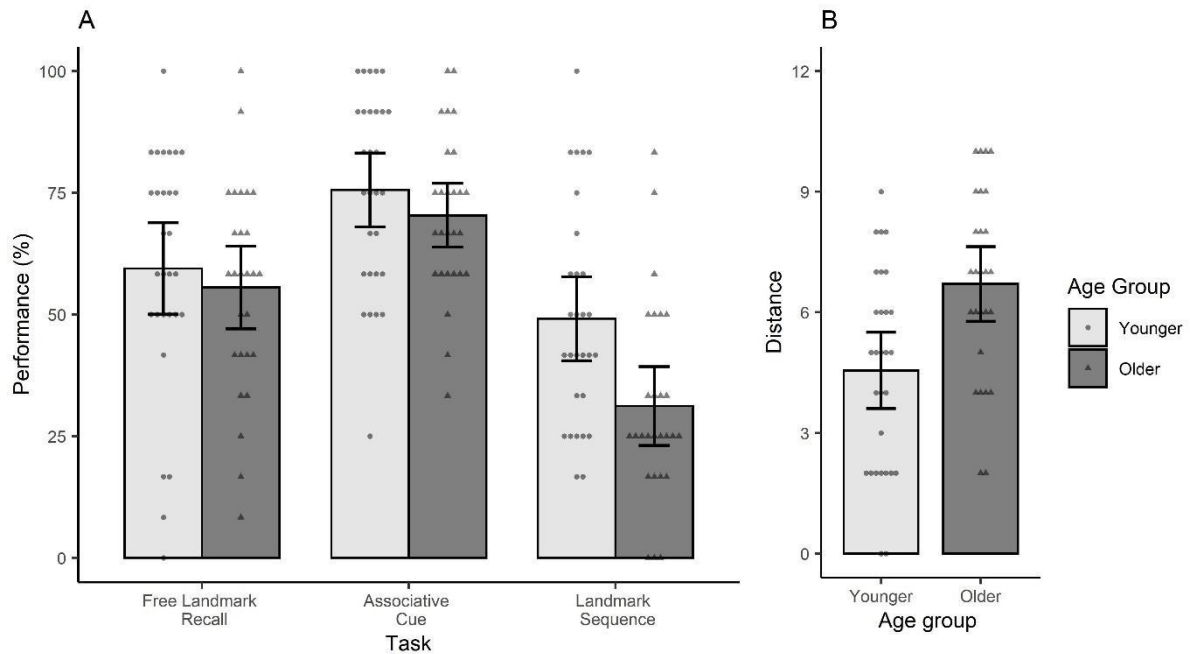 A
Performance (%)
100
75
50
25
0
Free Landmark
Recall
Associative
Cue
Landmark
Sequence
Task
B
Distance
12
9
6
3
0
Younger
Older
Age group
Age Group
Younger
Older